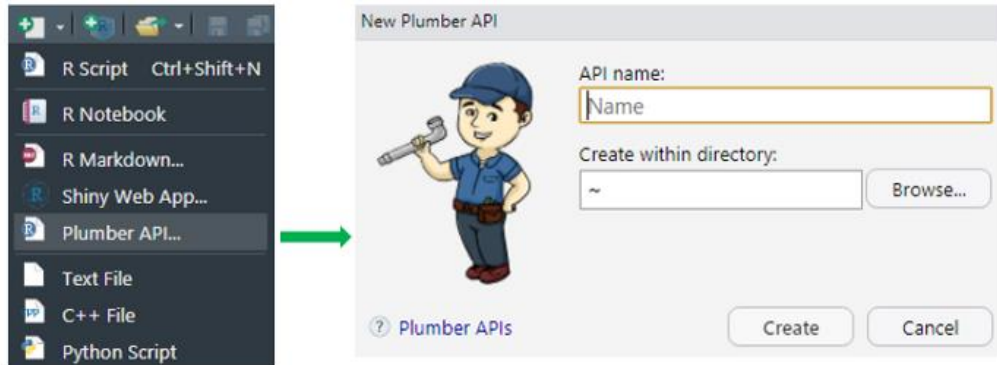 R Script Ctrl+Shift+N
R Notebook
R Markdown...
Shiny Web App...
Plumber API...
Text File
C++ File
Python Script
New Plumber API
API name:
Name
Create within directory:
~
Browse...
? Plumber APIs
Create
Cancel